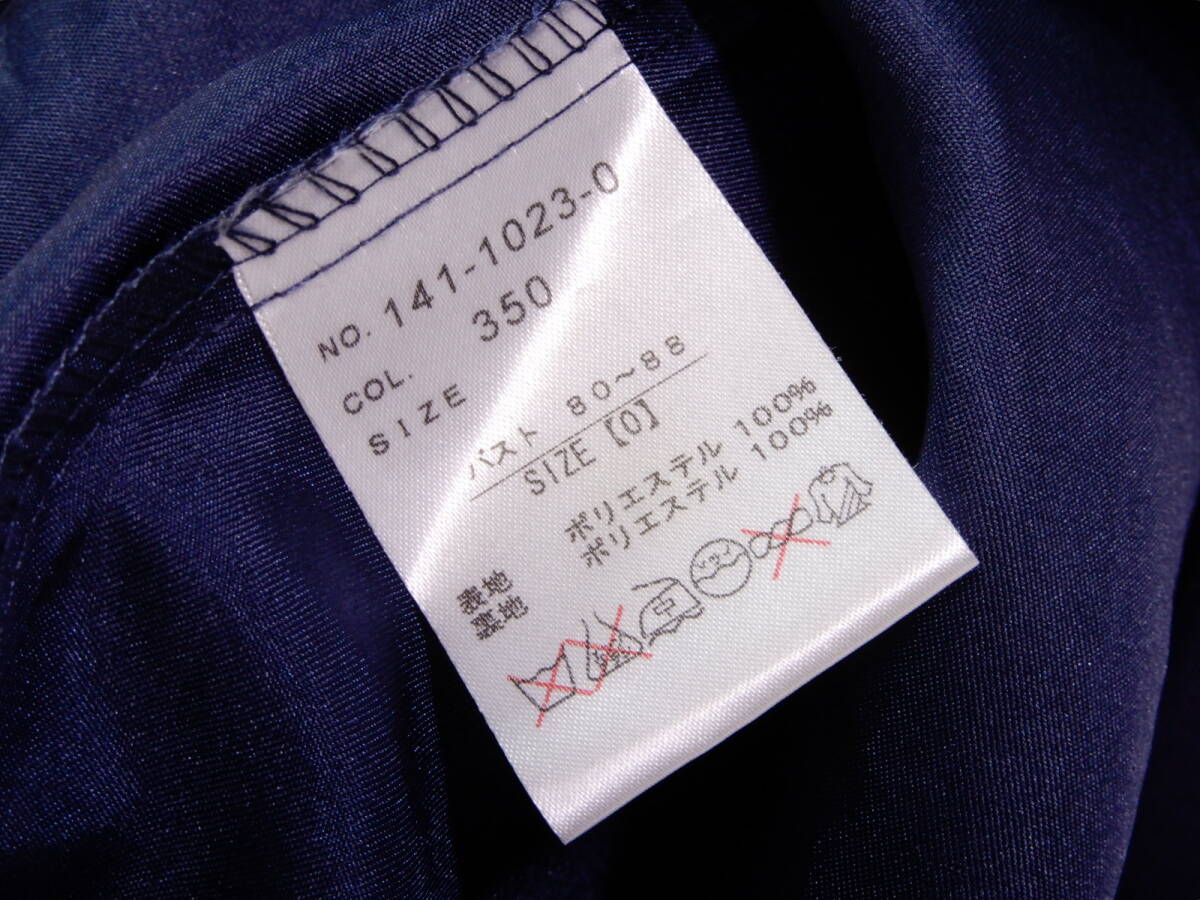 NO. 141-1023-0
COL. 350
SIZE
バスト 80～88
SIZE【0】
表地 ポリエステル 100%
裏地 ポリエステル 100%
中